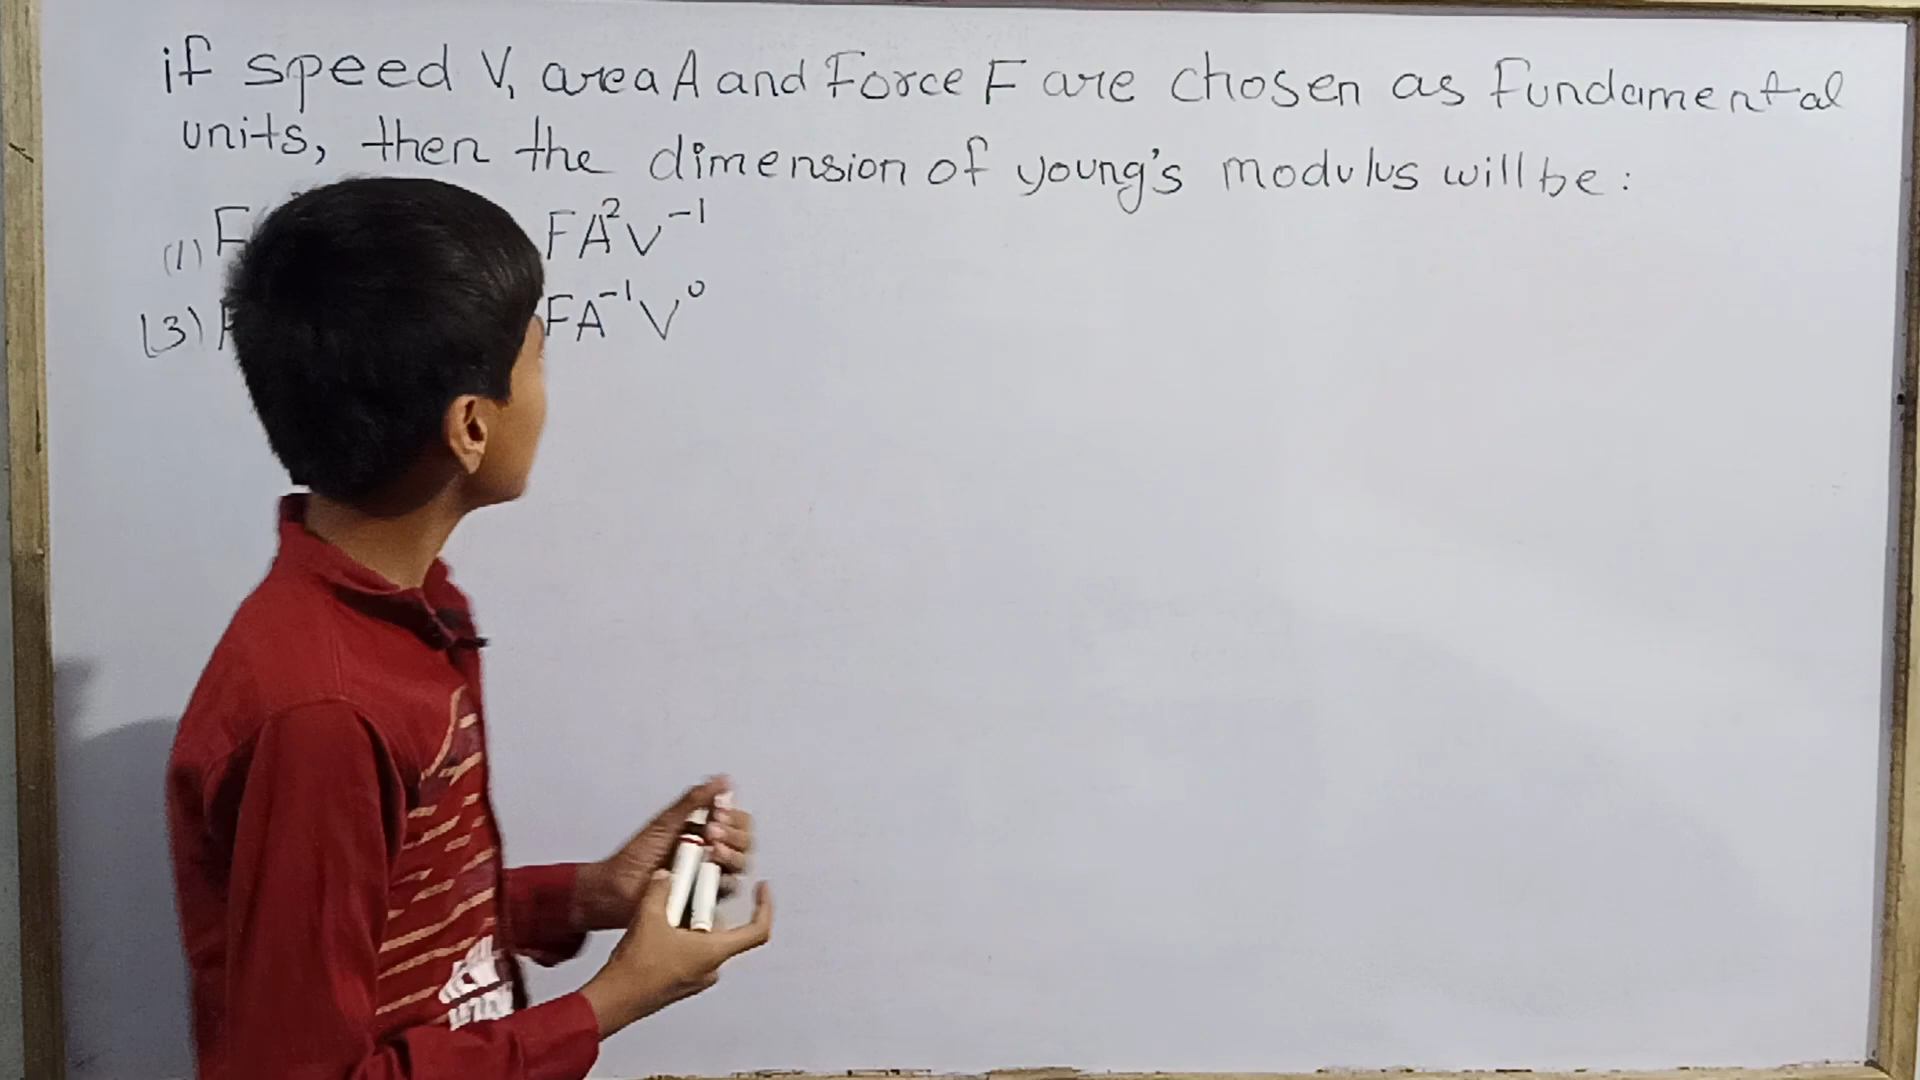 if speed V, area A and Force F are chosen as Fundamental
units, then the dimension of young's modulus will be:
(1) F FA²V⁻¹
(3) F FA⁻¹V⁰